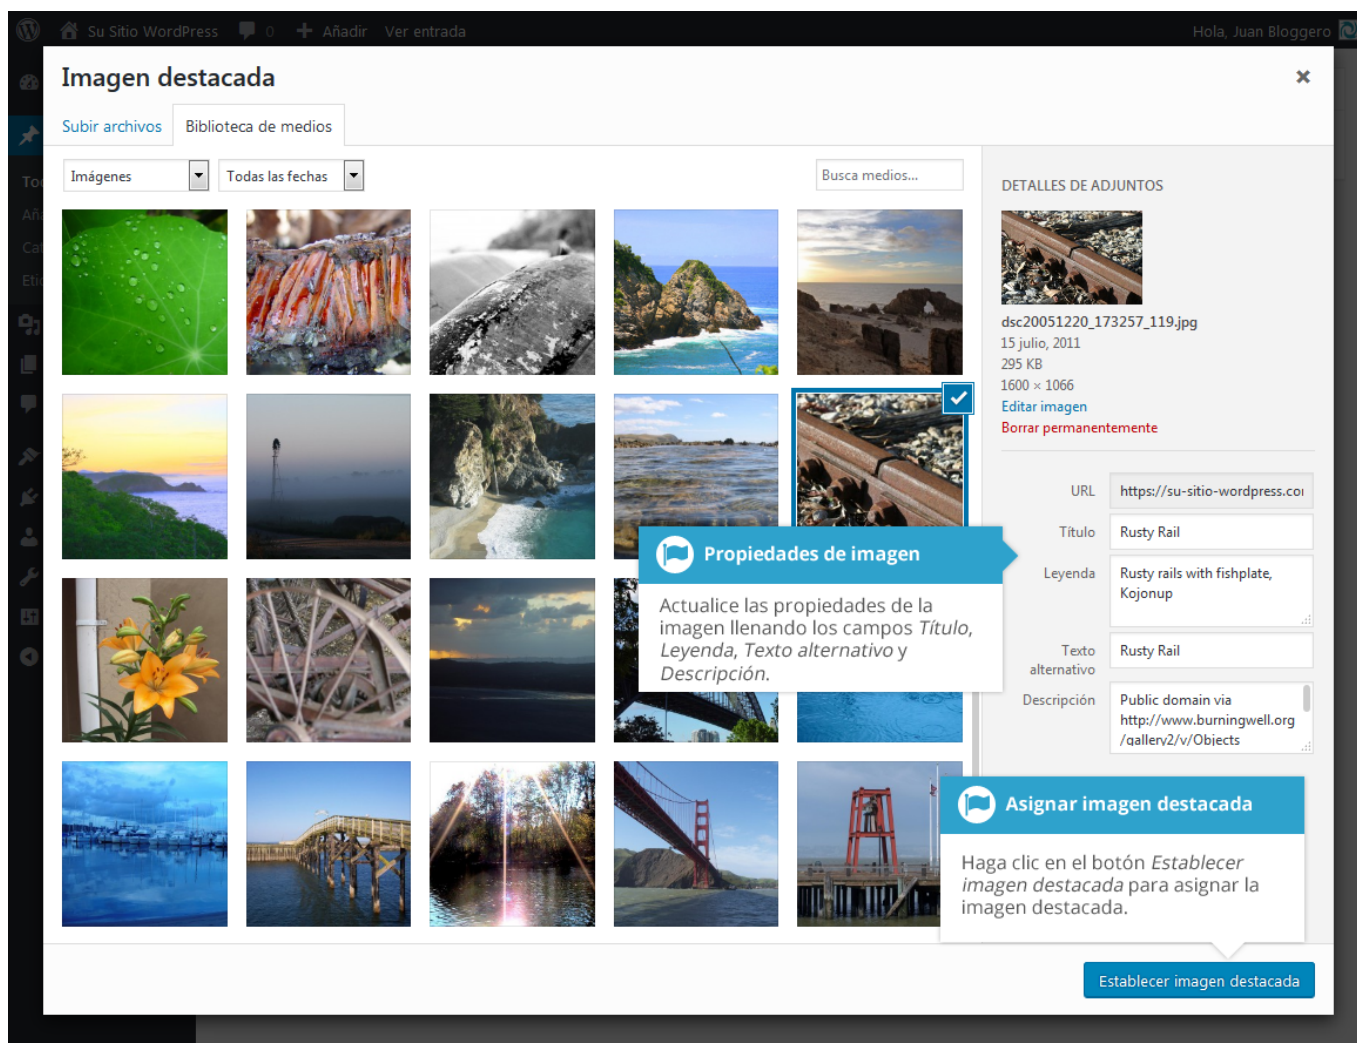 Su Sitio WordPress 0 Añadir Ver entrada Hola, Juan Bloggero
Imagen destacada
Subir archivos Biblioteca de medios
Imágenes Todas las fechas Busca medios...
DETALLES DE ADJUNTOS
dsc20051220_173257_119.jpg
15 julio, 2011
295 KB
1600 × 1066
Editar imagen
Borrar permanentemente
URL https://su-sitio-wordpress.co
Título Rusty Rail
Leyenda Rusty rails with fishplate,
Kojonup
Texto
alternativo
Rusty Rail
Descripción Public domain via
http://www.burningwell.org
/gallery2/v/Objects
Propiedades de imagen
Actualice las propiedades de la
imagen llenando los campos Título,
Leyenda, Texto alternativo y
Descripción.
Asignar imagen destacada
Haga clic en el botón Establecer
imagen destacada para asignar la
imagen destacada.
Establecer imagen destacada